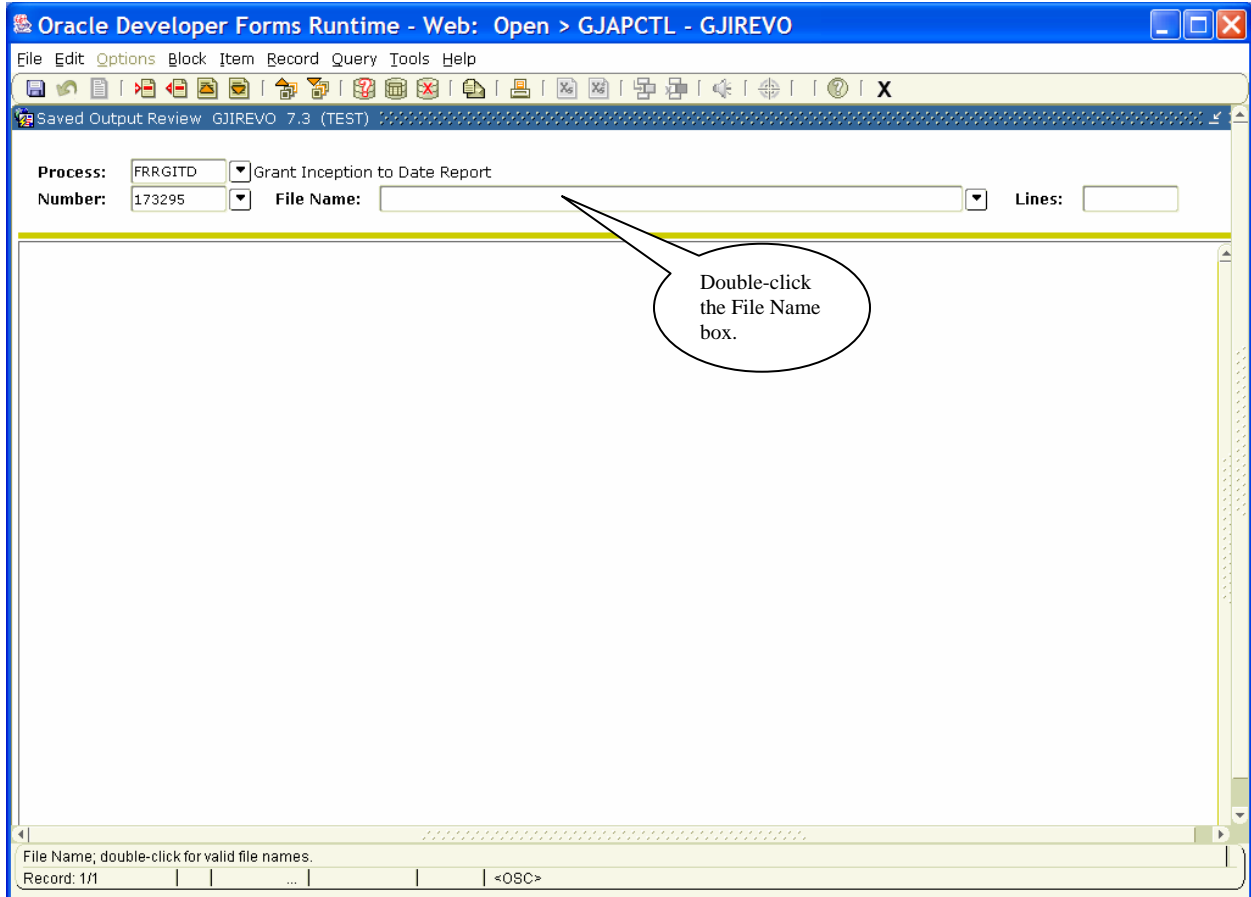 Oracle Developer Forms Runtime - Web: Open > GJAPCTL - GJIREVO
File Edit Options Block Item Record Query Tools Help
X
Saved Output Review GJIREVO 7.3 (TEST)
Process: FRRGITD Grant Inception to Date Report
Number: 173295 File Name: Lines:
Double-click
the File Name
box.
File Name; double-click for valid file names.
Record: 1/1 ... <OSC>